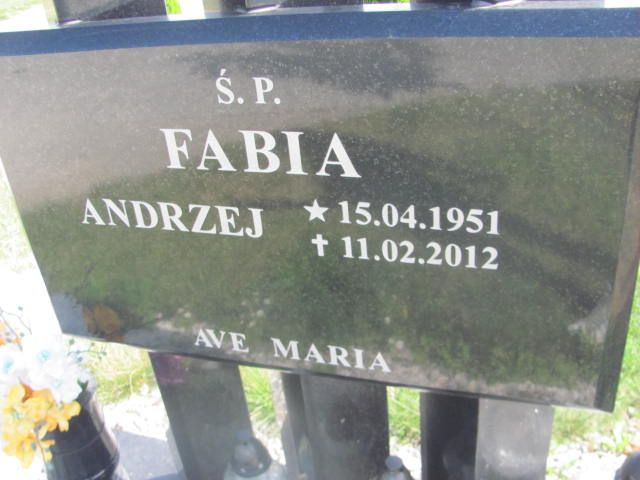 Ś. P.
FABIA
ANDRZEJ ★ 15.04.1951
✝ 11.02.2012
AVE MARIA